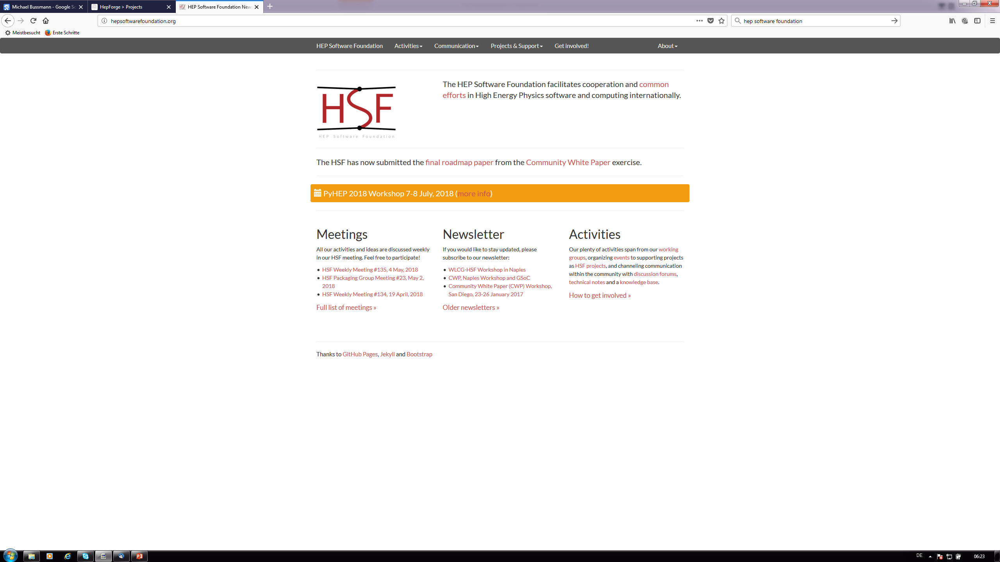 Michael Bussmann - Google Sc
HepForge > Projects
HEP Software Foundation News
hepsoftwarefoundation.org
hep software foundation
Meistbesucht
Erste Schritte
HEP Software Foundation
Activities
Communication
Projects & Support
Get involved!
About
HSF
HEP Software Foundation
The HEP Software Foundation facilitates cooperation and common
efforts in High Energy Physics software and computing internationally.
The HSF has now submitted the final roadmap paper from the Community White Paper exercise.
PyHEP 2018 Workshop 7-8 July, 2018 (more info)
Meetings
All our activities and ideas are discussed weekly
in our HSF meeting. Feel free to participate!
• HSF Weekly Meeting #135, 4 May, 2018
• HSF Packaging Group Meeting #23, May 2,
2018
• HSF Weekly Meeting #134, 19 April, 2018
Full list of meetings »
Newsletter
If you would like to stay updated, please
subscribe to our newsletter:
• WLCG-HSF Workshop in Naples
• CWP, Naples Workshop and GSoC
• Community White Paper (CWP) Workshop,
San Diego, 23-26 January 2017
Older newsletters »
Activities
Our plenty of activities span from our working
groups, organizing events to supporting projects
as HSF projects, and channeling communication
within the community with discussion forums,
technical notes and a knowledge base.
How to get involved »
Thanks to GitHub Pages, Jekyll and Bootstrap
DE
06:23